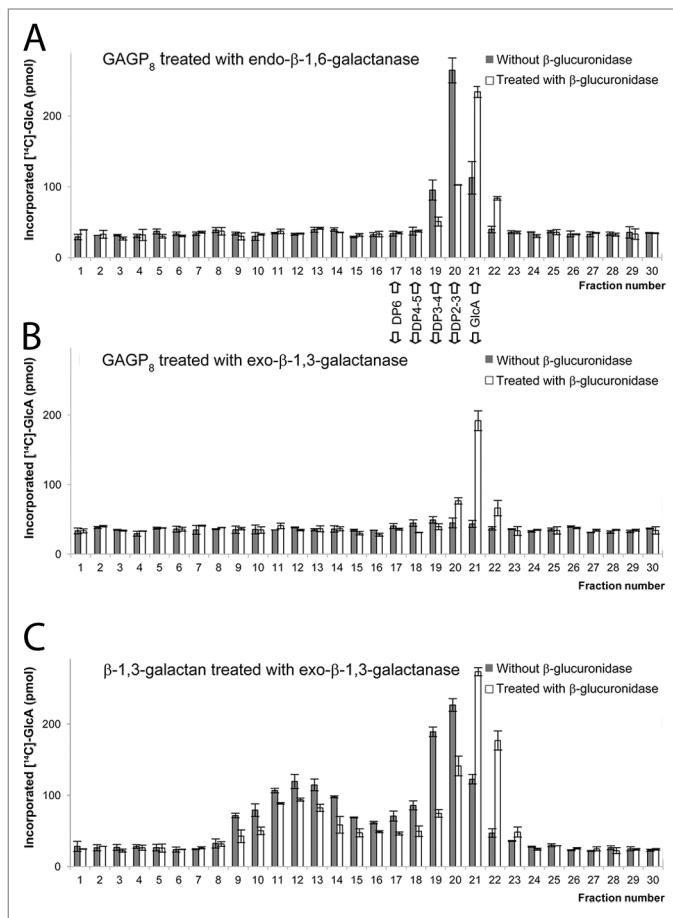 A
GAGP8 treated with endo-β-1,6-galactanase
Without β-glucuronidase
Treated with β-glucuronidase
Incorporated [14C]-GlcA (pmol)
200
100
0
1 2 3 4 5 6 7 8 9 10 11 12 13 14 15 16 17 18 19 20 21 22 23 24 25 26 27 28 29 30
Fraction number
DP6
DP4-5
DP3-4
DP2-3
GlcA
B
GAGP8 treated with exo-β-1,3-galactanase
Without β-glucuronidase
Treated with β-glucuronidase
Incorporated [14C]-GlcA (pmol)
200
100
0
1 2 3 4 5 6 7 8 9 10 11 12 13 14 15 16 17 18 19 20 21 22 23 24 25 26 27 28 29 30
Fraction number
C
β-1,3-galactan treated with exo-β-1,3-galactanase
Without β-glucuronidase
Treated with β-glucuronidase
Incorporated [14C]-GlcA (pmol)
200
100
0
1 2 3 4 5 6 7 8 9 10 11 12 13 14 15 16 17 18 19 20 21 22 23 24 25 26 27 28 29 30
Fraction number